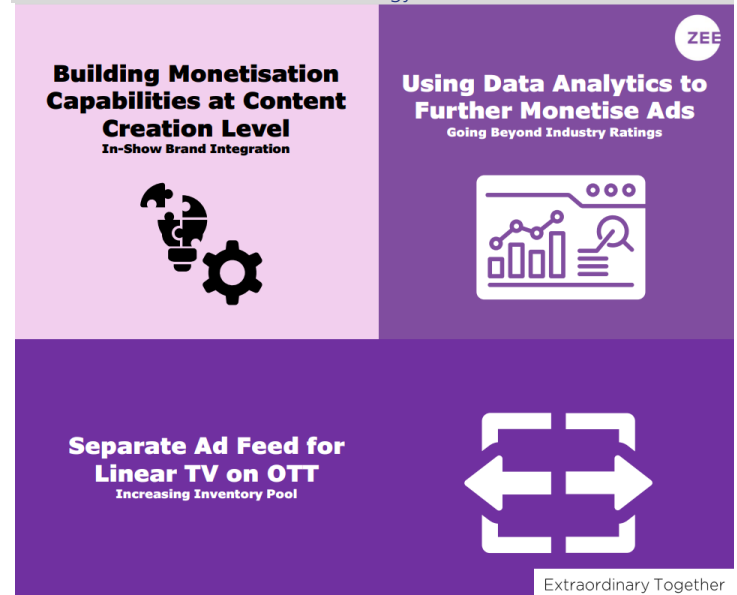 Building Monetisation
Capabilities at Content
Creation Level
In-Show Brand Integration
ZEE
Using Data Analytics to
Further Monetise Ads
Going Beyond Industry Ratings
Separate Ad Feed for
Linear TV on OTT
Increasing Inventory Pool
Extraordinary Together